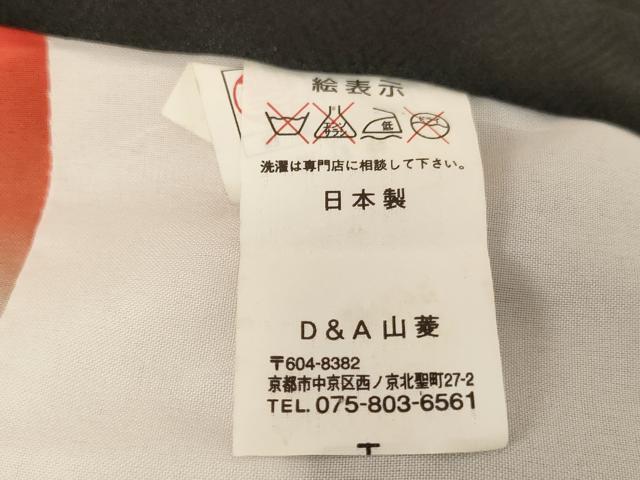 絵表示
低
洗濯は専門店に相談して下さい。
日本製
D&A山菱
〒604-8382
京都市中京区西ノ京北聖町27-2
TEL. 075-803-6561